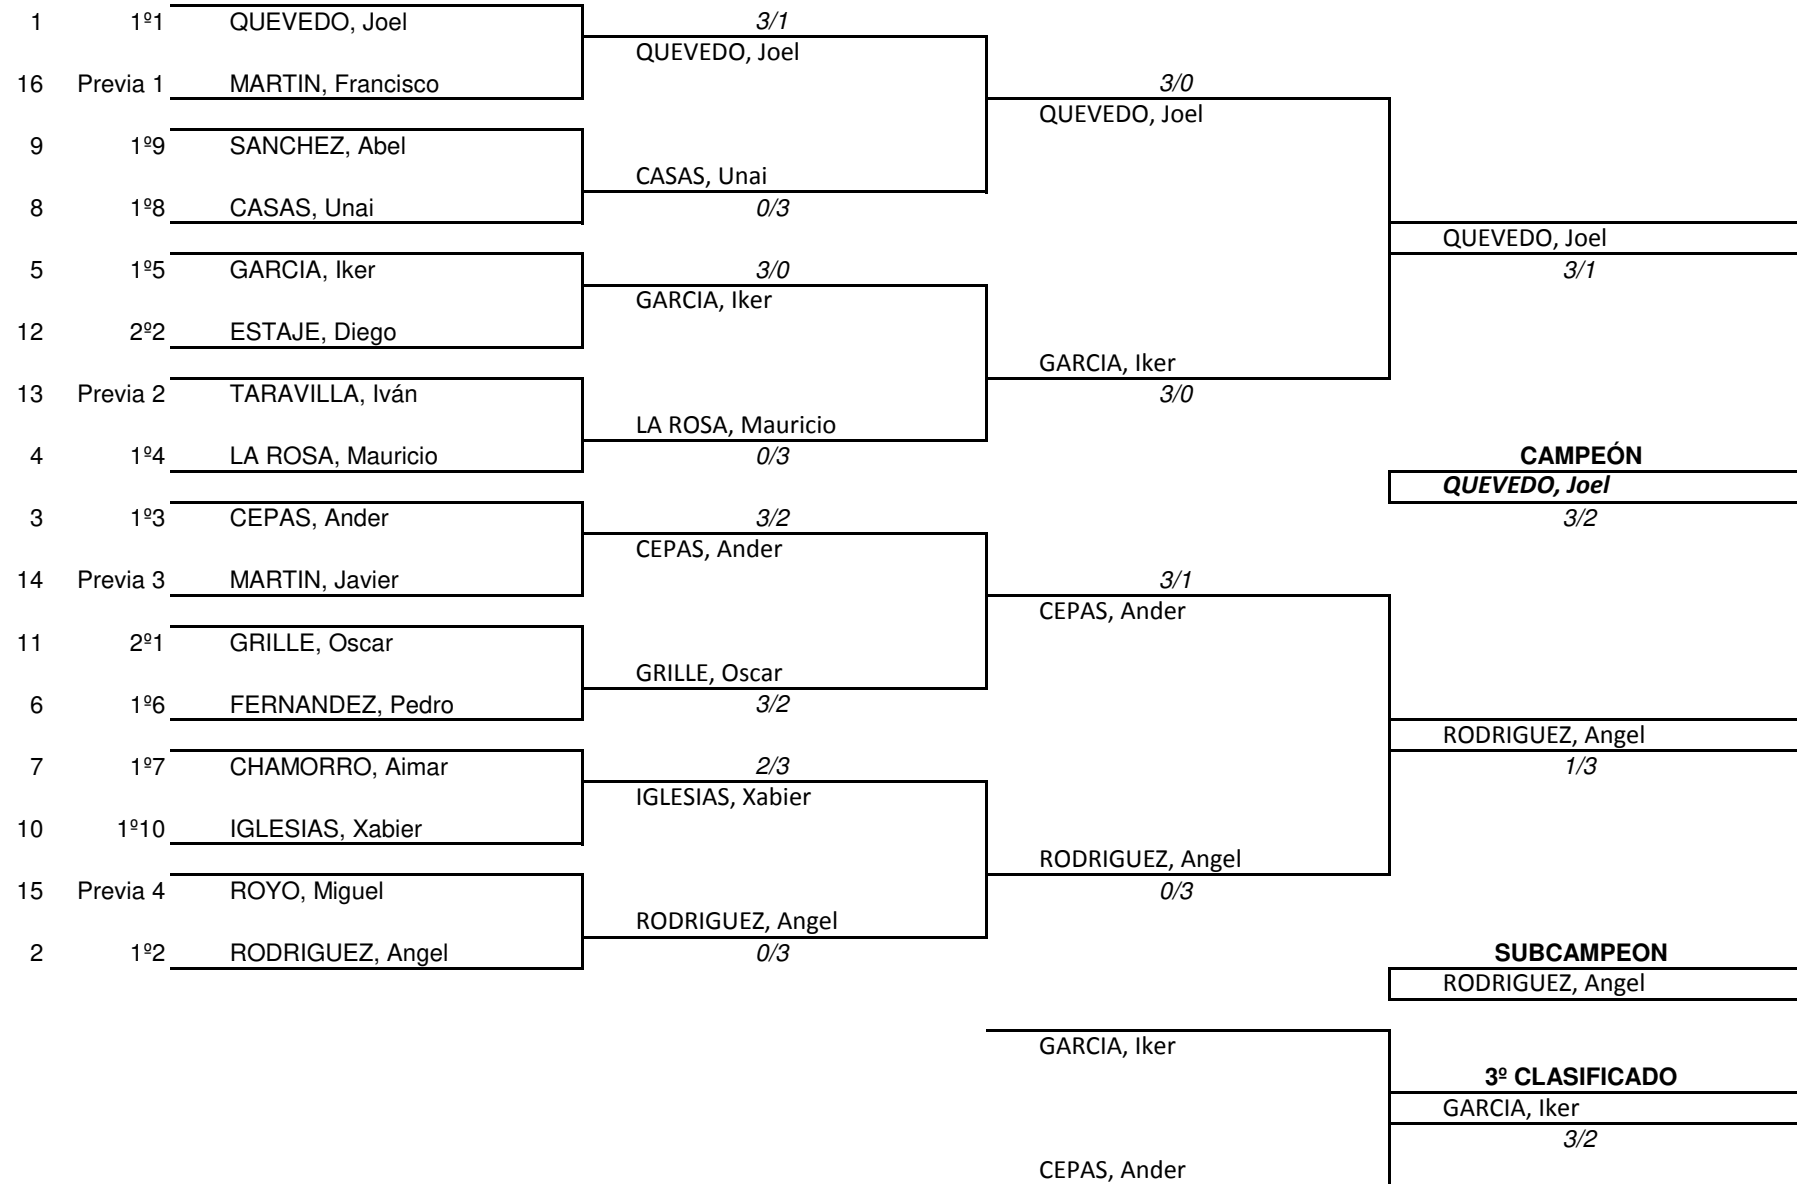 1 1º1 QUEVEDO, Joel 3/1
QUEVEDO, Joel
16 Previa 1 MARTIN, Francisco 3/0
QUEVEDO, Joel
9 1º9 SANCHEZ, Abel
CASAS, Unai
8 1º8 CASAS, Unai 0/3
QUEVEDO, Joel
5 1º5 GARCIA, Iker 3/0 3/1
GARCIA, Iker
12 2º2 ESTAJE, Diego
GARCIA, Iker
13 Previa 2 TARAVILLA, Iván 3/0
LA ROSA, Mauricio
4 1º4 LA ROSA, Mauricio 0/3 CAMPEÓN
QUEVEDO, Joel
3 1º3 CEPAS, Ander 3/2 3/2
CEPAS, Ander
14 Previa 3 MARTIN, Javier 3/1
CEPAS, Ander
11 2º1 GRILLE, Oscar
GRILLE, Oscar
6 1º6 FERNANDEZ, Pedro 3/2
RODRIGUEZ, Angel
7 1º7 CHAMORRO, Aimar 2/3 1/3
IGLESIAS, Xabier
10 1º10 IGLESIAS, Xabier
RODRIGUEZ, Angel
15 Previa 4 ROYO, Miguel 0/3
RODRIGUEZ, Angel
2 1º2 RODRIGUEZ, Angel 0/3 SUBCAMPEON
RODRIGUEZ, Angel
GARCIA, Iker
3º CLASIFICADO
GARCIA, Iker
3/2
CEPAS, Ander